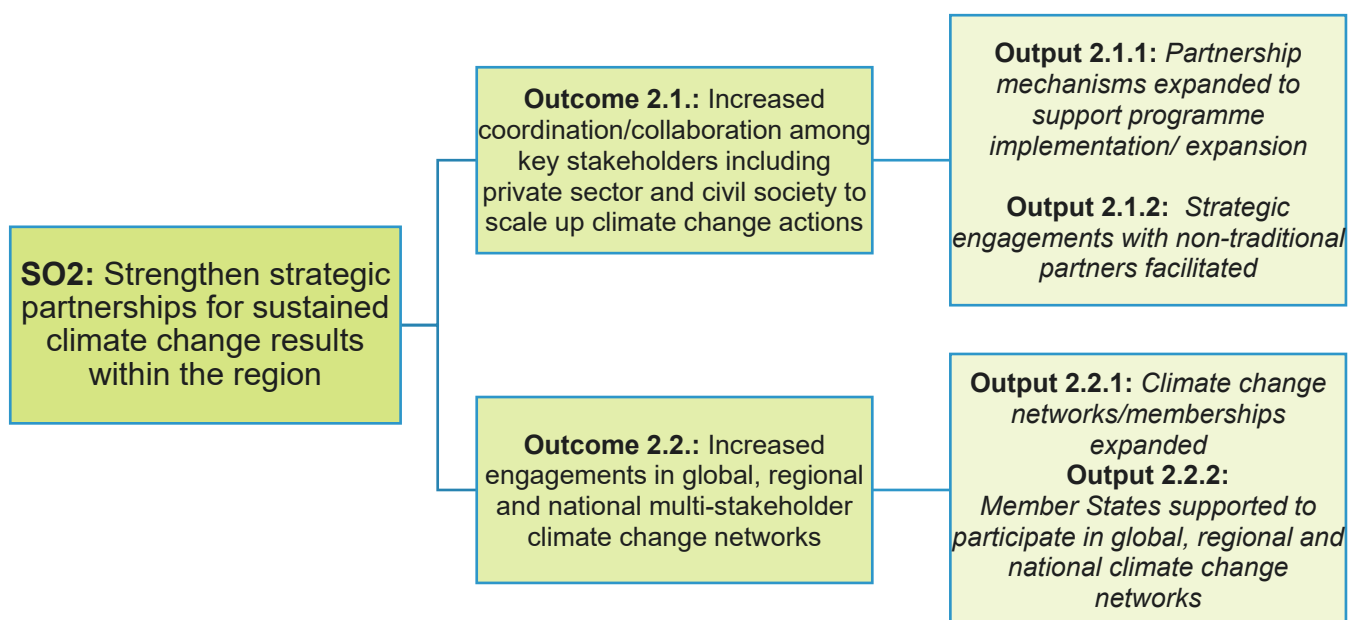 SO2: Strengthen strategic
partnerships for sustained
climate change results
within the region
Outcome 2.1.: Increased
coordination/collaboration among
key stakeholders including
private sector and civil society to
scale up climate change actions
Output 2.1.1: Partnership
mechanisms expanded to
support programme
implementation/ expansion
Output 2.1.2: Strategic
engagements with non-traditional
partners facilitated
Outcome 2.2.: Increased
engagements in global, regional
and national multi-stakeholder
climate change networks
Output 2.2.1: Climate change
networks/memberships
expanded
Output 2.2.2:
Member States supported to
participate in global, regional and
national climate change
networks